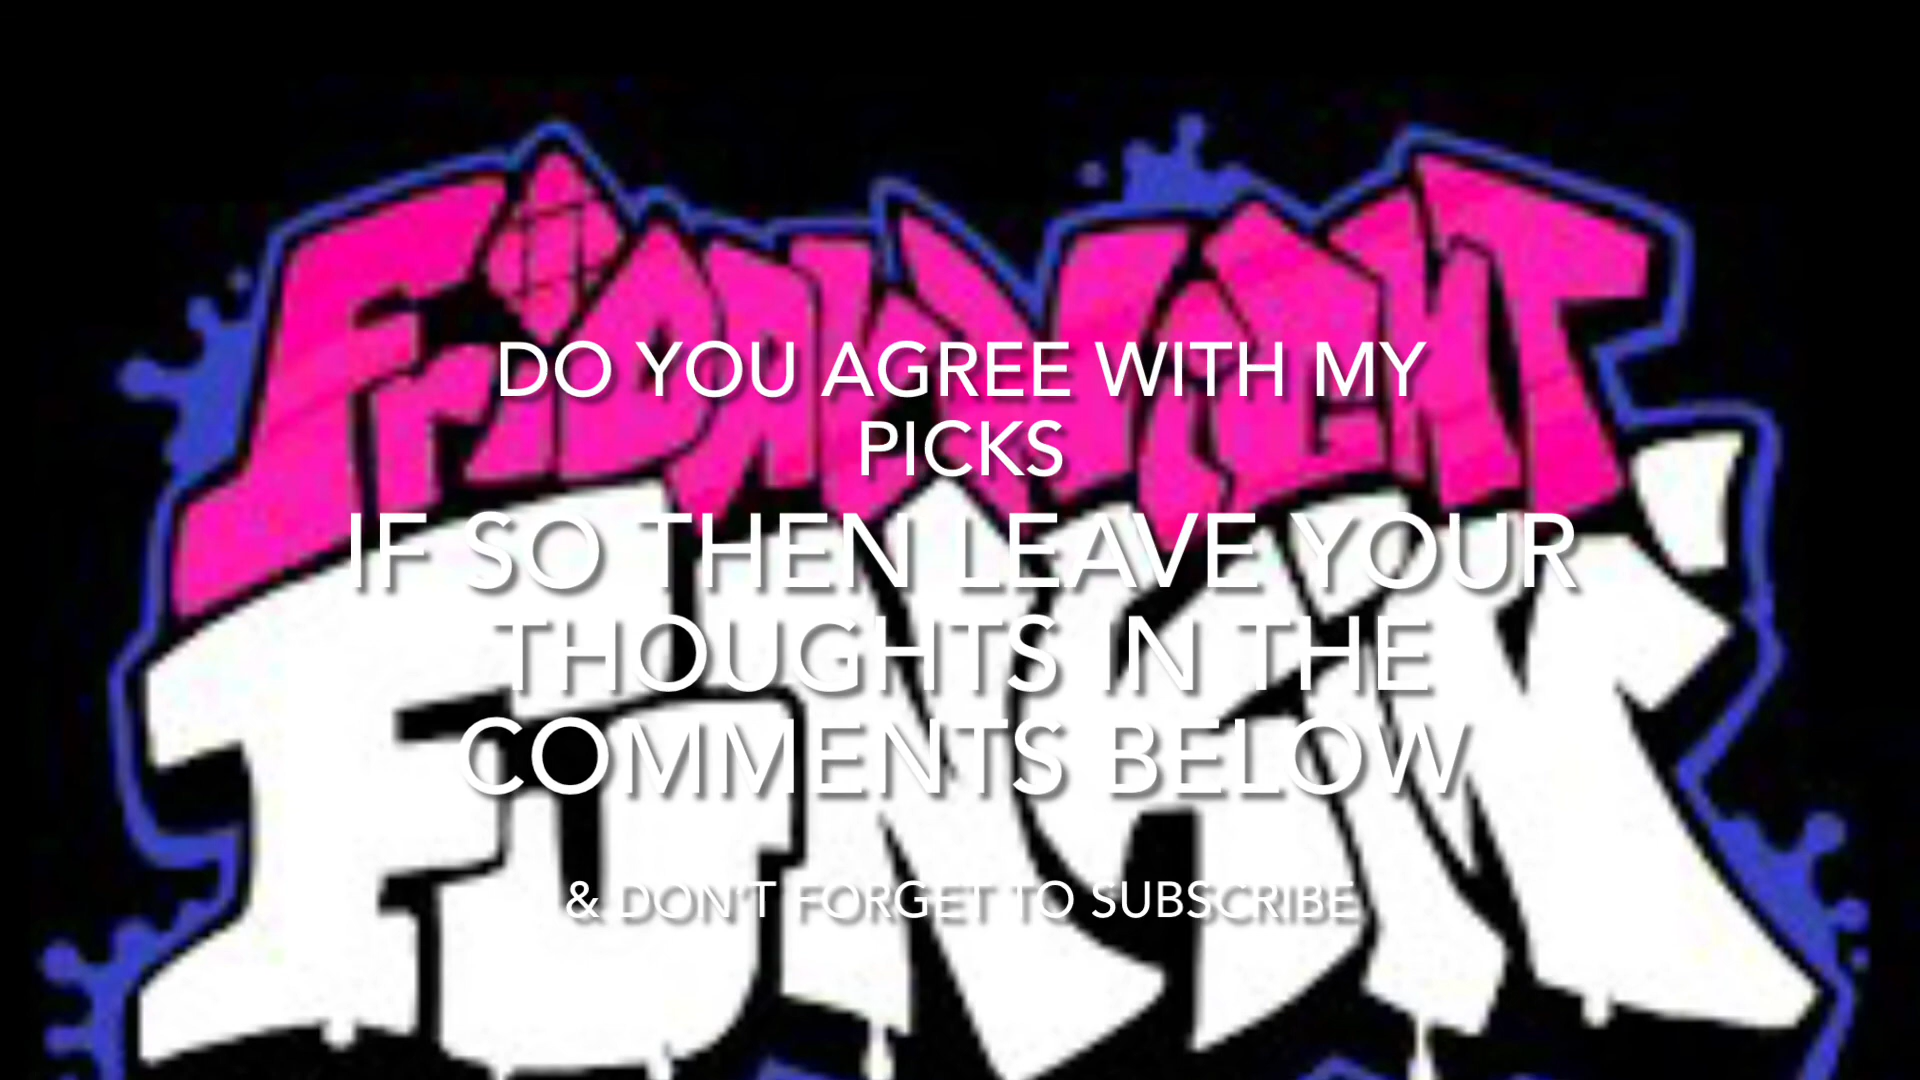 FRIDAY NIGHT
FUNKIN
DO YOU AGREE WITH MY
PICKS
IF SO THEN LEAVE YOUR
THOUGHTS IN THE
COMMENTS BELOW
& DON'T FORGET TO SUBSCRIBE